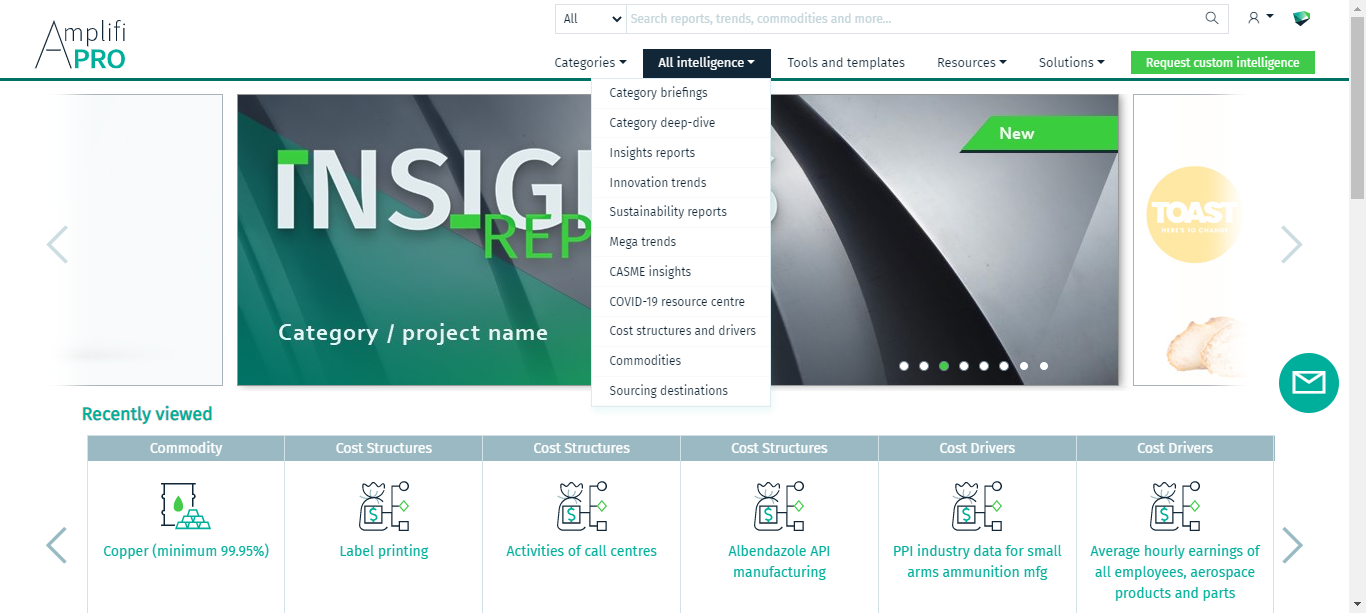 Amplifi
PRO
All
Search reports, trends, commodities and more...
Categories
All intelligence
Tools and templates
Resources
Solutions
Request custom intelligence
Category briefings
Category deep-dive
Insights reports
Innovation trends
Sustainability reports
Mega trends
CASME insights
COVID-19 resource centre
Cost structures and drivers
Commodities
Sourcing destinations
INSIG
S
REP
Category / project name
New
TOAST
HERE'S TO CHANGE!
Recently viewed
Commodity
Cost Structures
Cost Structures
Cost Structures
Cost Drivers
Cost Drivers
$
$
$
$
$
Copper (minimum 99.95%)
Label printing
Activities of call centres
Albendazole API
manufacturing
PPI industry data for small
arms ammunition mfg
Average hourly earnings of
all employees, aerospace
products and parts